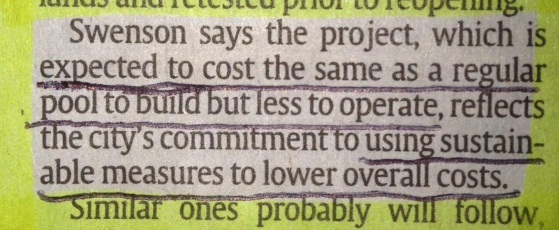 lands and retested prior to reopening.
Swenson says the project, which is
expected to cost the same as a regular
pool to build but less to operate, reflects
the city's commitment to using sustain-
able measures to lower overall costs.
Similar ones probably will follow,